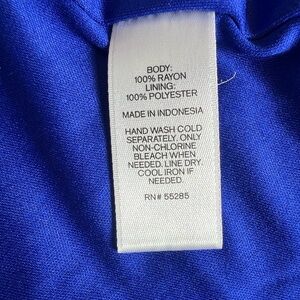 BODY:
100% RAYON
LINING:
100% POLYESTER
MADE IN INDONESIA
HAND WASH COLD
SEPARATELY. ONLY
NON-CHLORINE
BLEACH WHEN
NEEDED. LINE DRY.
COOL IRON IF
NEEDED.
RN# 55285